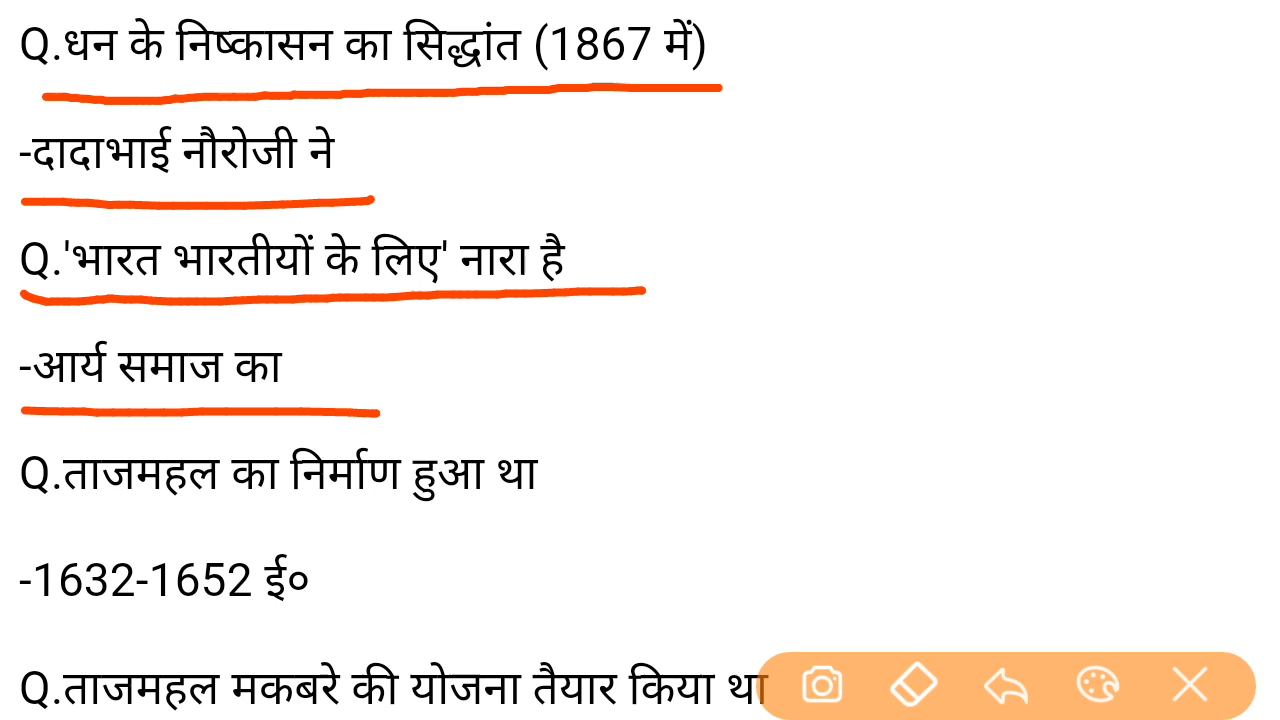 Q.धन के निष्कासन का सिद्धांत (1867 में)
-दादाभाई नौरोजी ने
Q.'भारत भारतीयों के लिए' नारा है
-आर्य समाज का
Q.ताजमहल का निर्माण हुआ था
-1632-1652 ई०
Q.ताजमहल मकबरे की योजना तैयार किया था